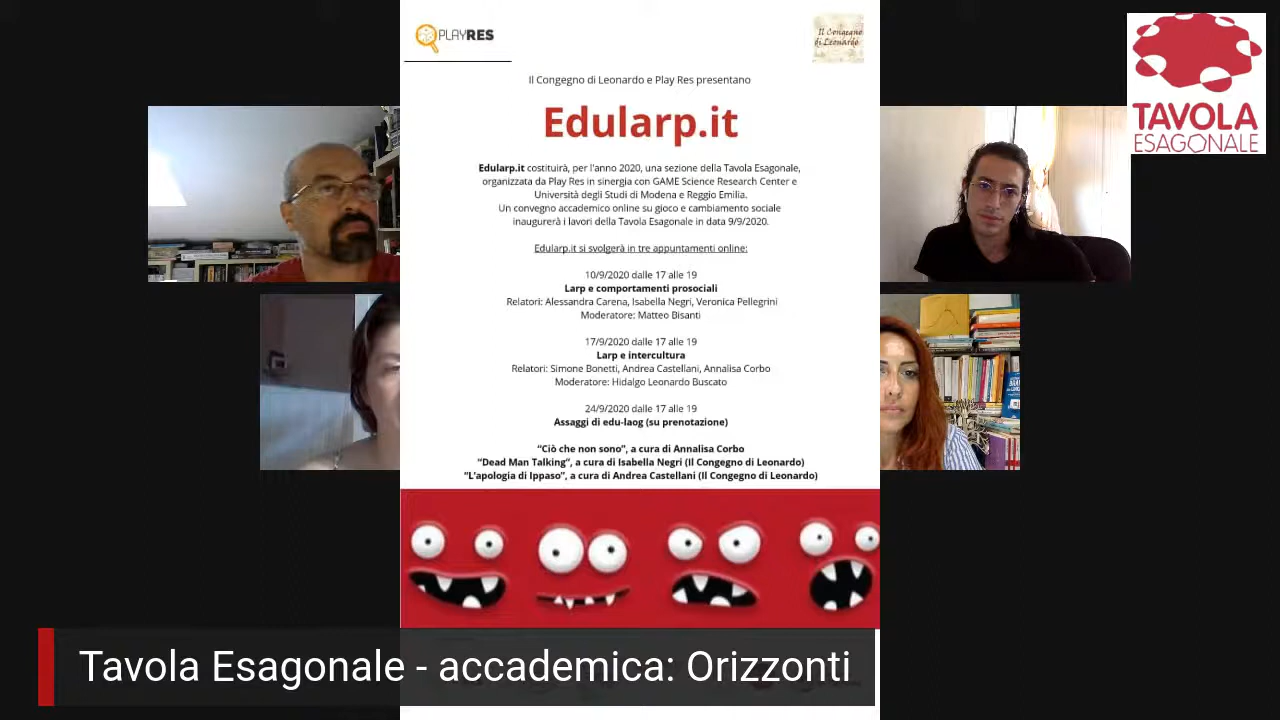 PLAYRES
Il Congegno
di Leonardo
TAVOLA
ESAGONALE
Il Congegno di Leonardo e Play Res presentano
Edularp.it
Edularp.it costituirà, per l'anno 2020, una sezione della Tavola Esagonale,
organizzata da Play Res in sinergia con GAME Science Research Center e
Università degli Studi di Modena e Reggio Emilia.
Un convegno accademico online su gioco e cambiamento sociale
inaugurerà i lavori della Tavola Esagonale in data 9/9/2020.
Edularp.it si svolgerà in tre appuntamenti online:
10/9/2020 dalle 17 alle 19
Larp e comportamenti prosociali
Relatori: Alessandra Carena, Isabella Negri, Veronica Pellegrini
Moderatore: Matteo Bisanti
17/9/2020 dalle 17 alle 19
Larp e intercultura
Relatori: Simone Bonetti, Andrea Castellani, Annalisa Corbo
Moderatore: Hidalgo Leonardo Buscato
24/9/2020 dalle 17 alle 19
Assaggi di edu-laog (su prenotazione)
“Ciò che non sono”, a cura di Annalisa Corbo
“Dead Man Talking”, a cura di Isabella Negri (Il Congegno di Leonardo)
“L'apologia di Ippaso”, a cura di Andrea Castellani (Il Congegno di Leonardo)
Tavola Esagonale - accademica: Orizzonti